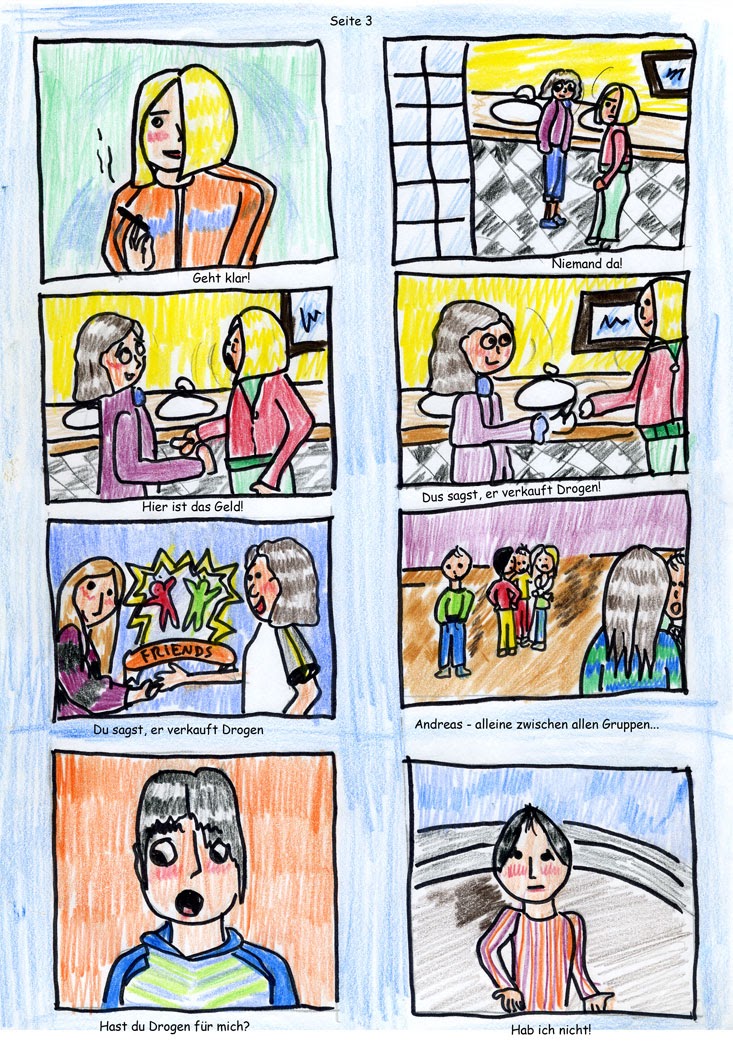 Seite 3
Geht klar!
Niemand da!
Hier ist das Geld!
Dus sagst, er verkauft Drogen!
FRIENDS
Du sagst, er verkauft Drogen
Andreas - alleine zwischen allen Gruppen...
Hast du Drogen für mich?
Hab ich nicht!